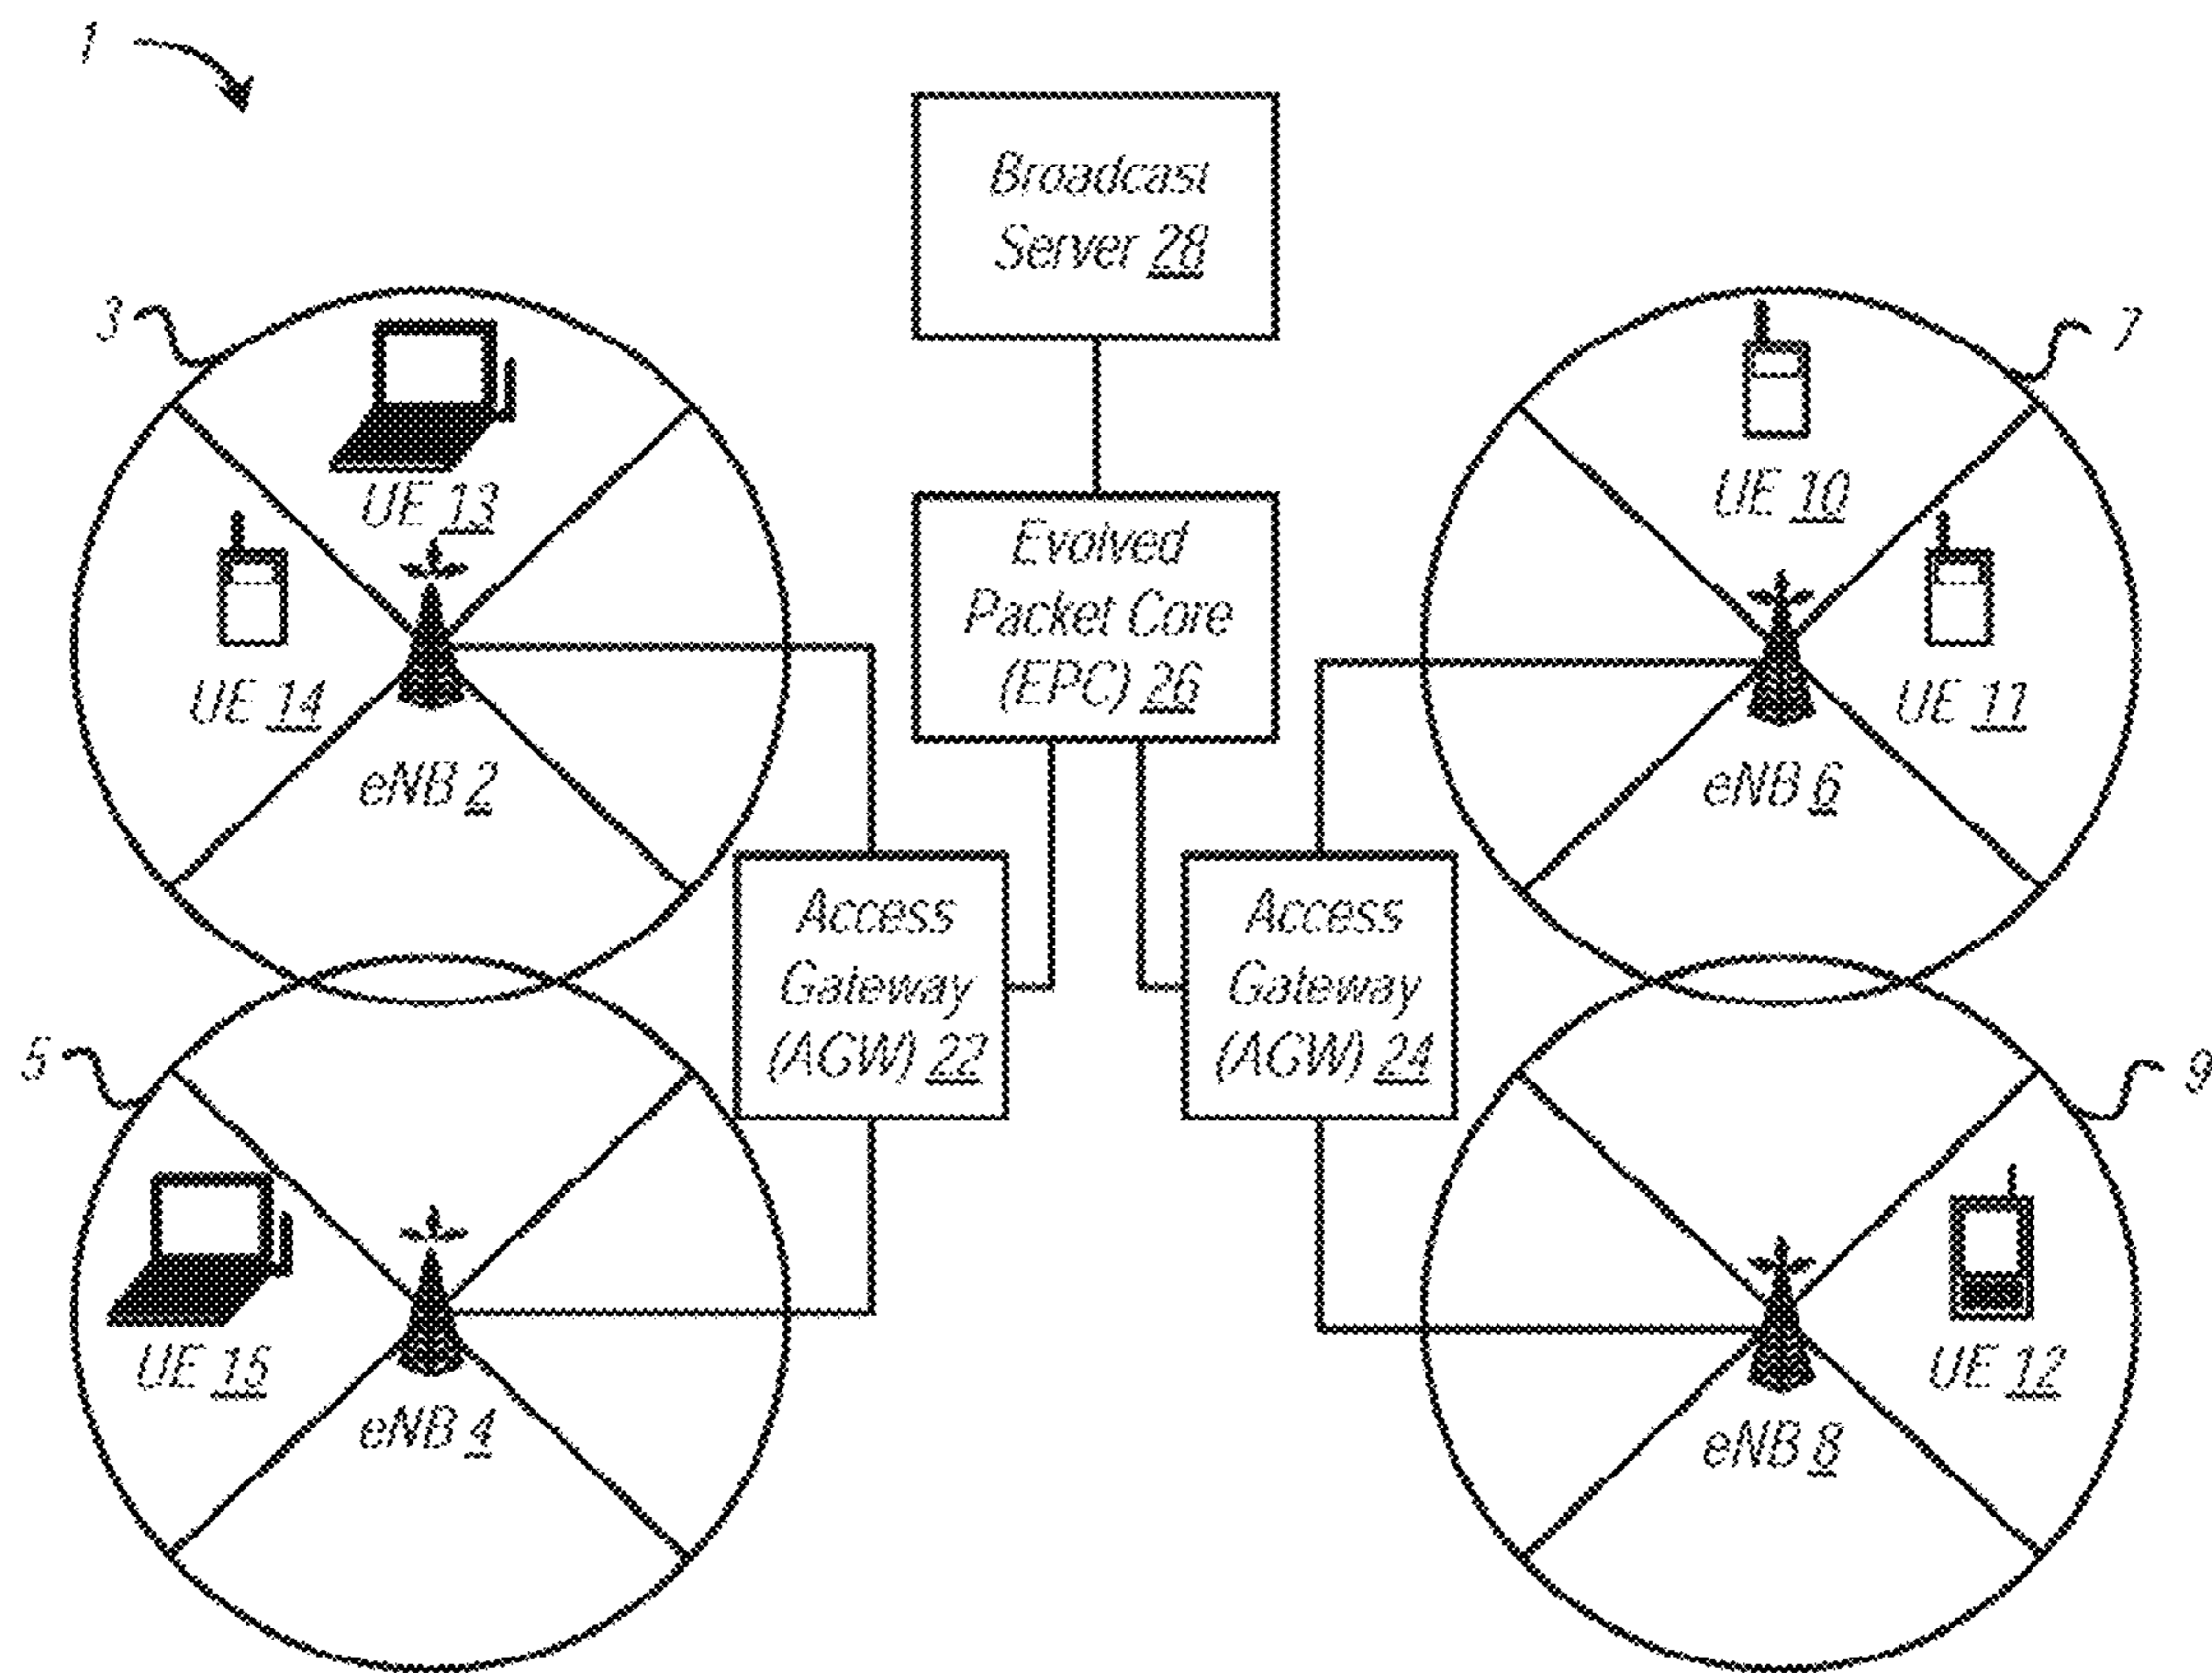 1
Broadcast
Server 28
3
7
UE 13
UE 10
Evolved
Packet Core
(EPC) 26
UE 14
UE 11
eNB 2
eNB 6
Access
Gateway
(AGW) 22
Access
Gateway
(AGW) 24
5
9
UE 15
UE 12
eNB 4
eNB 8